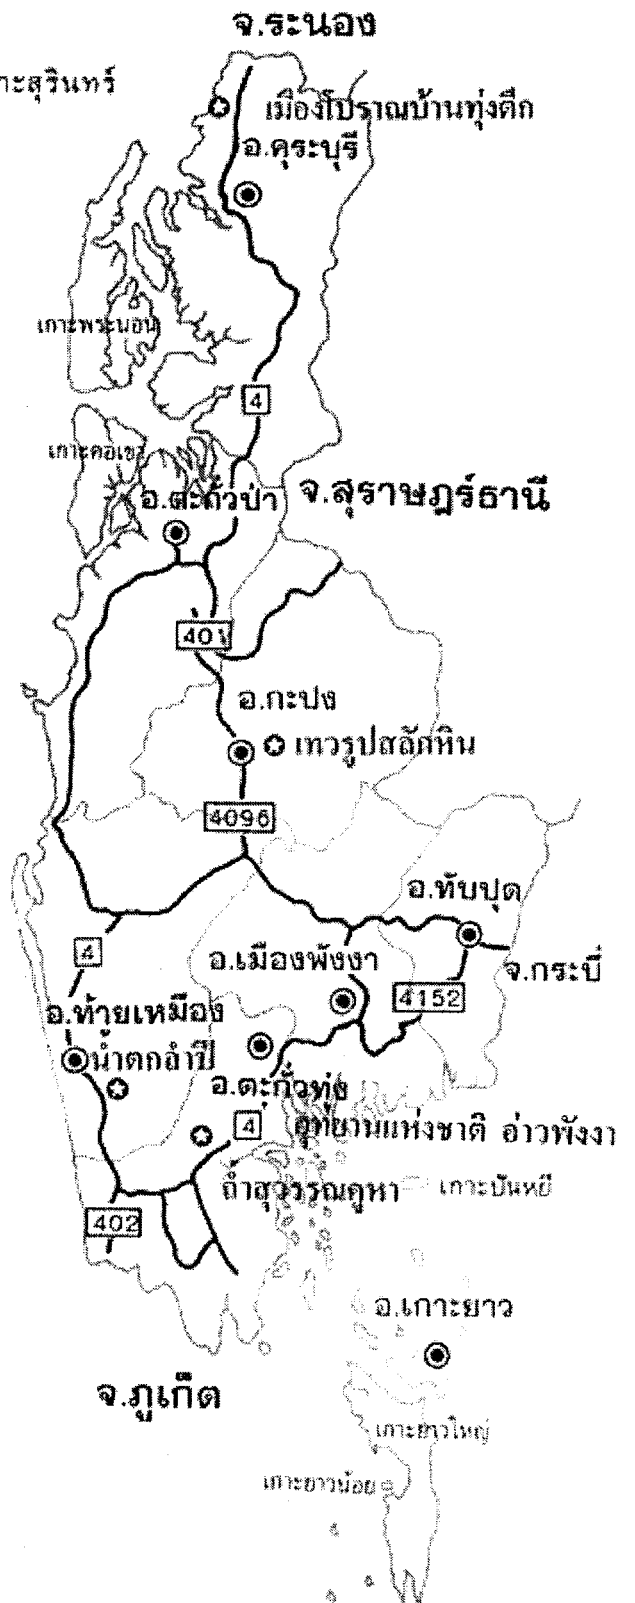 จ.ระนอง
าะสุรินทร์
เมืองโบราณบ้านทุ่งตึก
อ.คุระบุรี
เกาะพระนอน
4
เกาะคอเขา
อ.ตะกั่วป่า
จ.สุราษฎร์ธานี
401
อ.กะปง
เทวรูปสลักหิน
4096
อ.ทับปุด
4
อ.เมืองพังงา
จ.กระบี่
4152
อ.ท้ายเหมือง
น้ำตกลำปี
อ.ตะกั่วทุ่ง
4
อุทยานแห่งชาติ อ่าวพังงา
ถ้ำสุวรรณคูหา
เกาะปันหยี
402
อ.เกาะยาว
จ.ภูเก็ต
เกาะยาวใหญ่
เกาะยาวน้อย